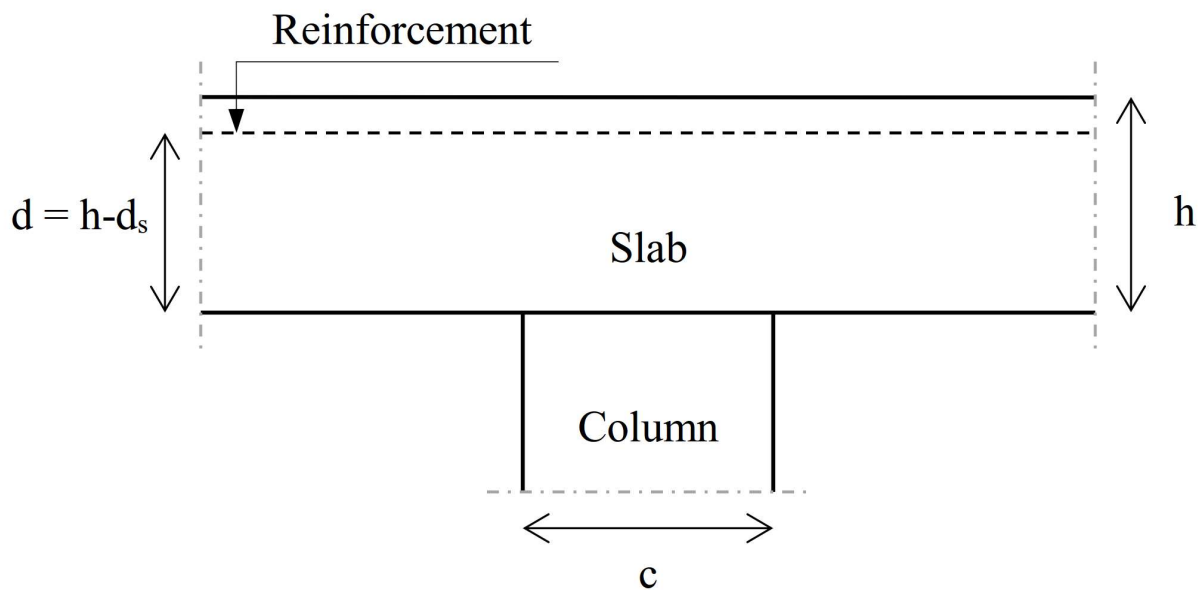 Reinforcement
d = h-dₛ
h
Slab
Column
c